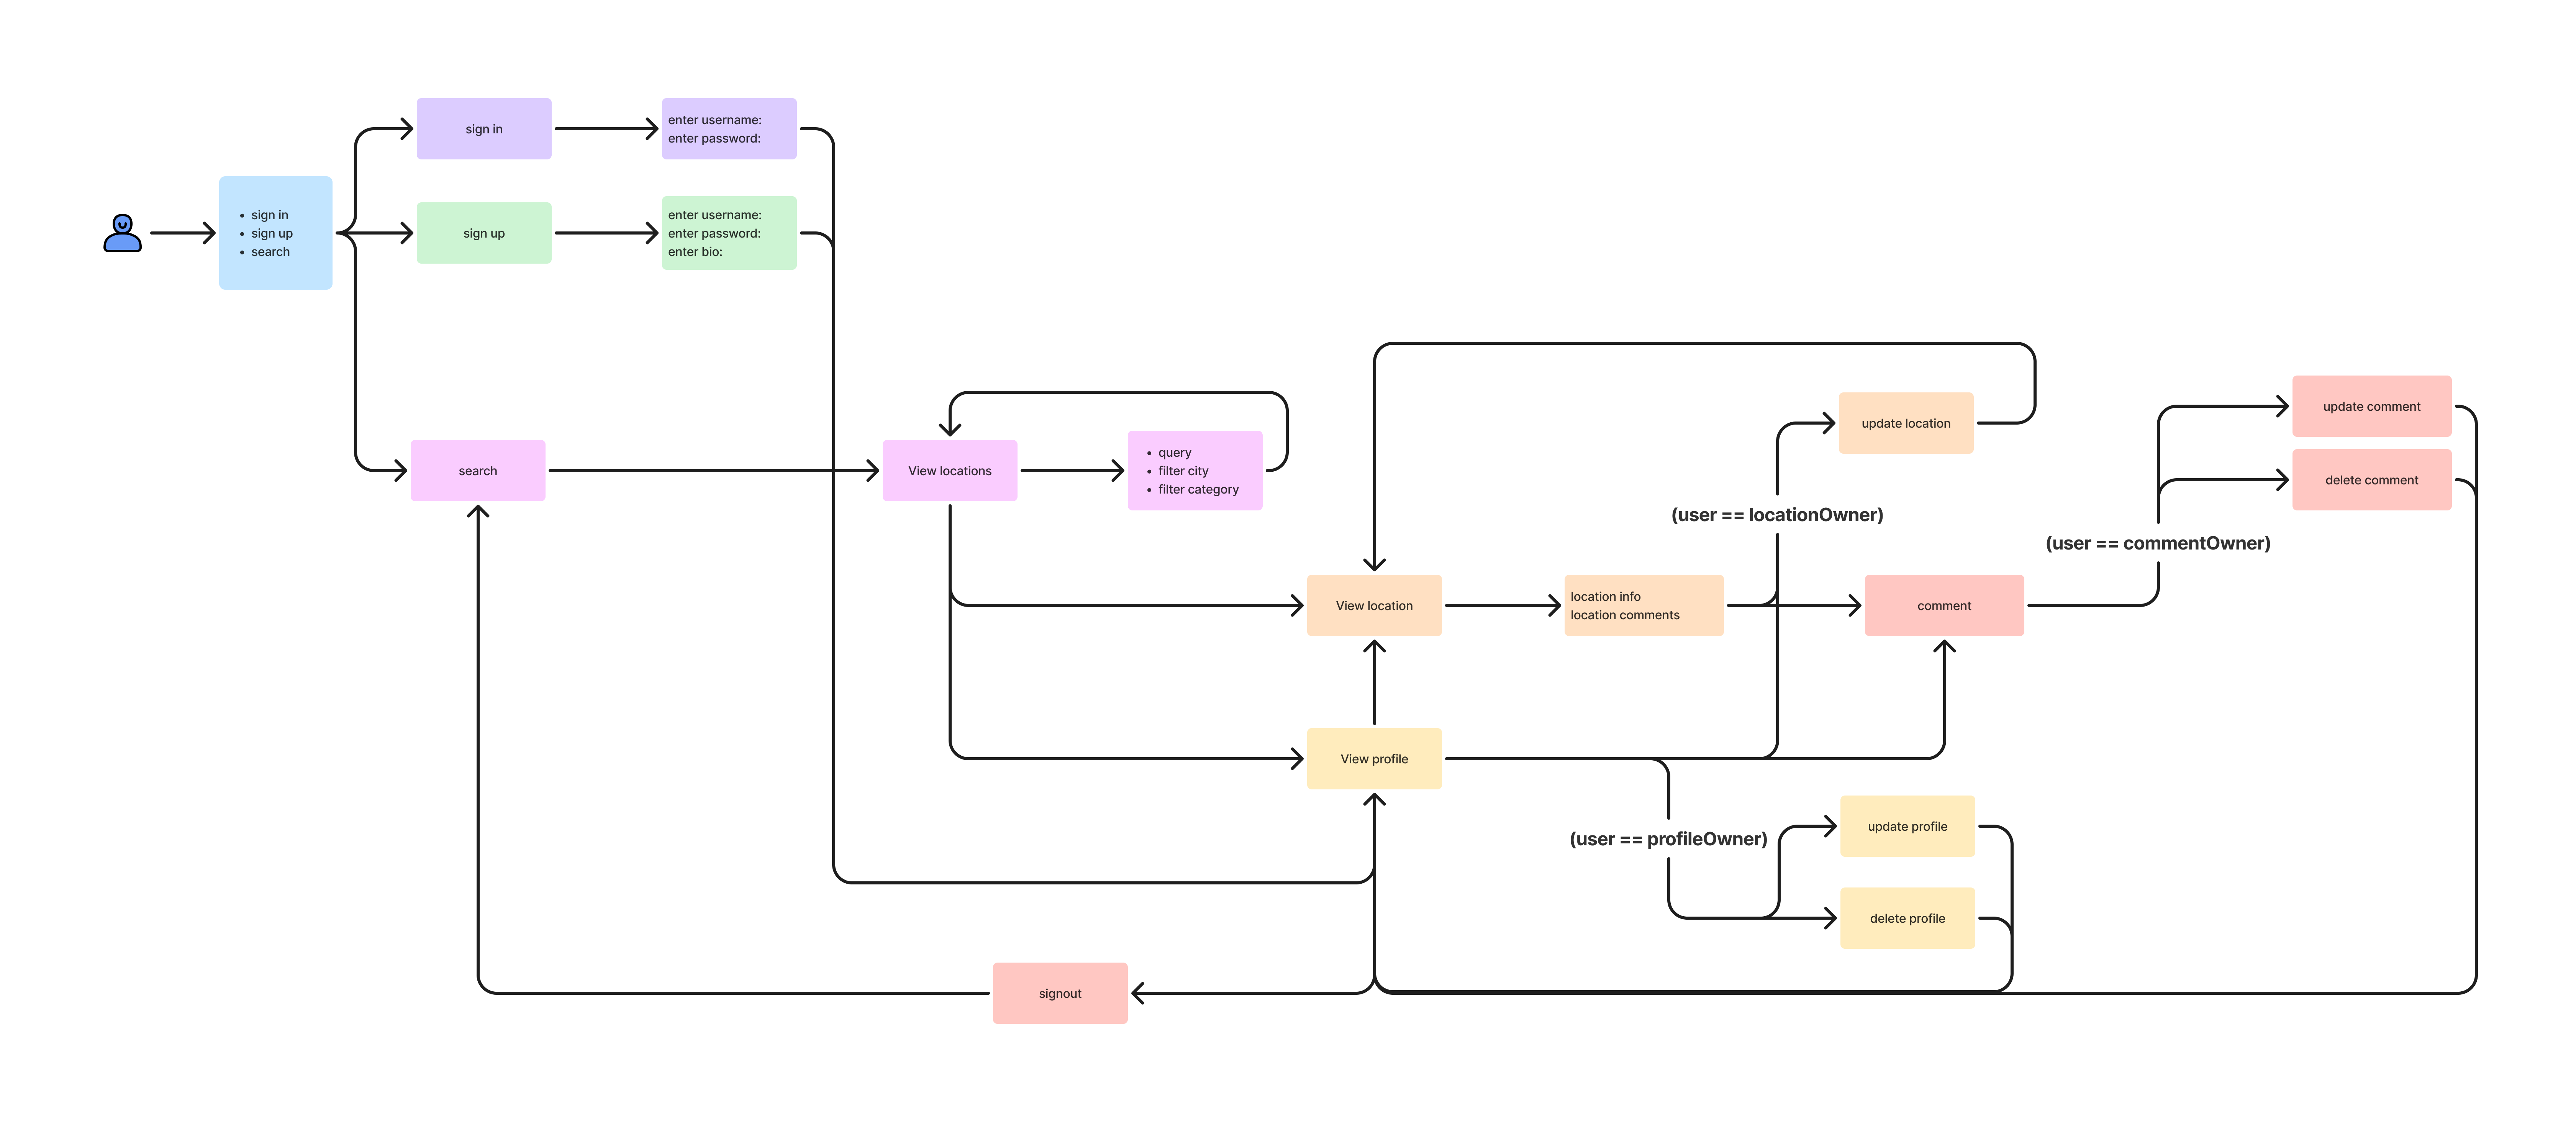 sign in
enter username:
enter password:
sign in
sign up
search
sign up
enter username:
enter password:
enter bio:
search
View locations
query
filter city
filter category
update location
update comment
delete comment
(user == locationOwner)
(user == commentOwner)
View location
location info
location comments
comment
View profile
(user == profileOwner)
update profile
delete profile
signout